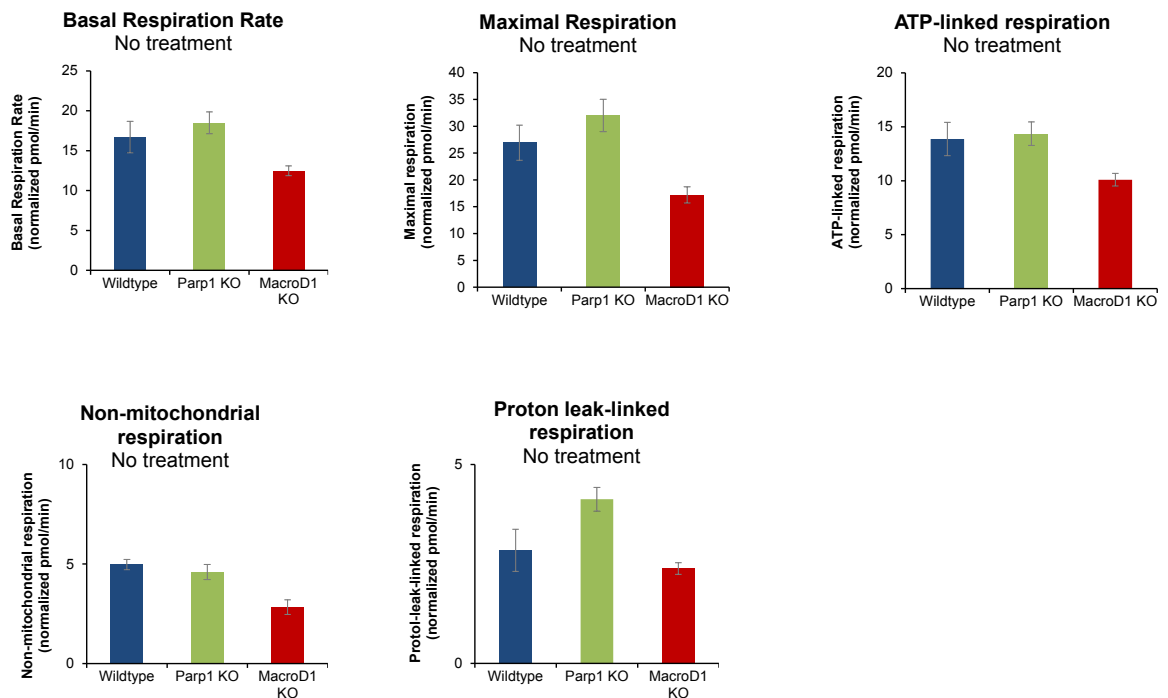 Basal Respiration Rate
No treatment
Basal Respiration Rate
(normalized pmol/min)
25
20
15
10
5
0
Wildtype
Parp1 KO
MacroD1
KO
Maximal Respiration
No treatment
Maximal respiration
(normalized pmol/min)
40
35
30
25
20
15
10
5
0
Wildtype
Parp1 KO
MacroD1 KO
ATP-linked respiration
No treatment
ATP-linked respiration
(normalized pmol/min)
20
15
10
5
0
Wildtype
Parp1 KO
MacroD1 KO
Non-mitochondrial
respiration
No treatment
Non-mitochondrial respiration
(normalized pmol/min)
10
5
0
Wildtype
Parp1 KO
MacroD1
KO
Proton leak-linked
respiration
No treatment
Protol-leak-linked respiration
(normalized pmol/min)
5
0
Wildtype
Parp1 KO
MacroD1
KO